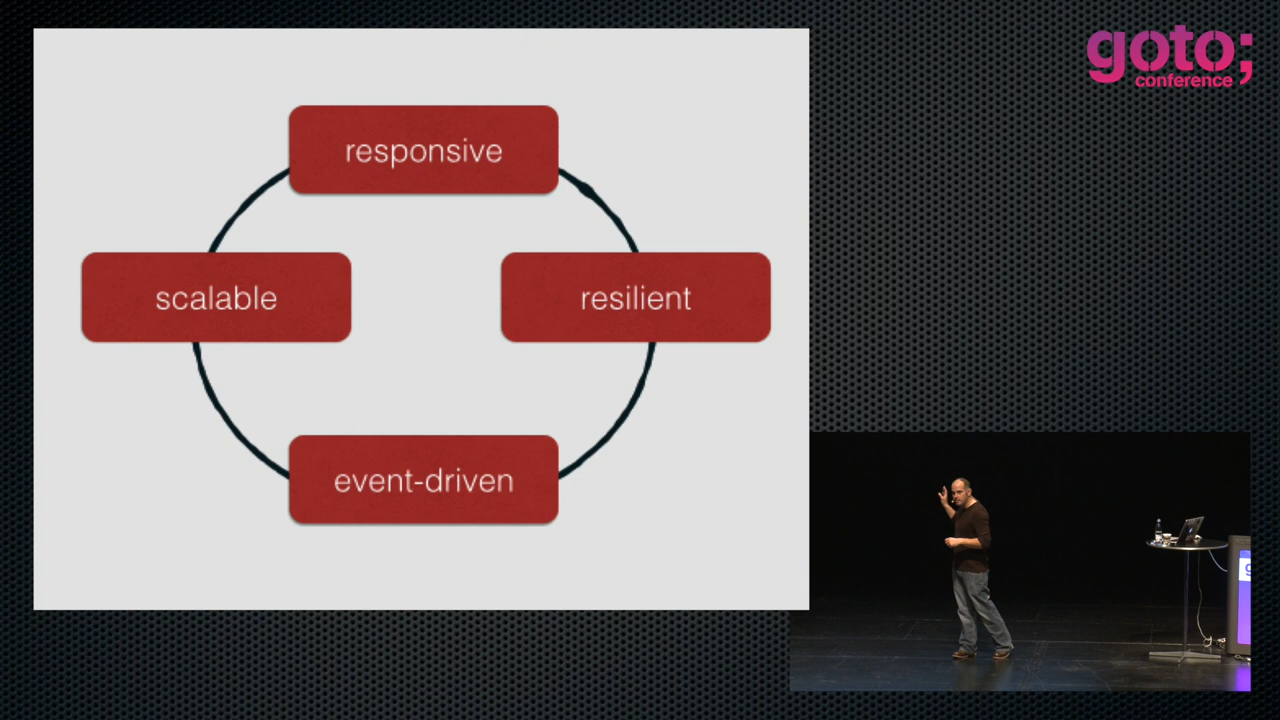 goto;
conference
responsive
scalable
resilient
event-driven